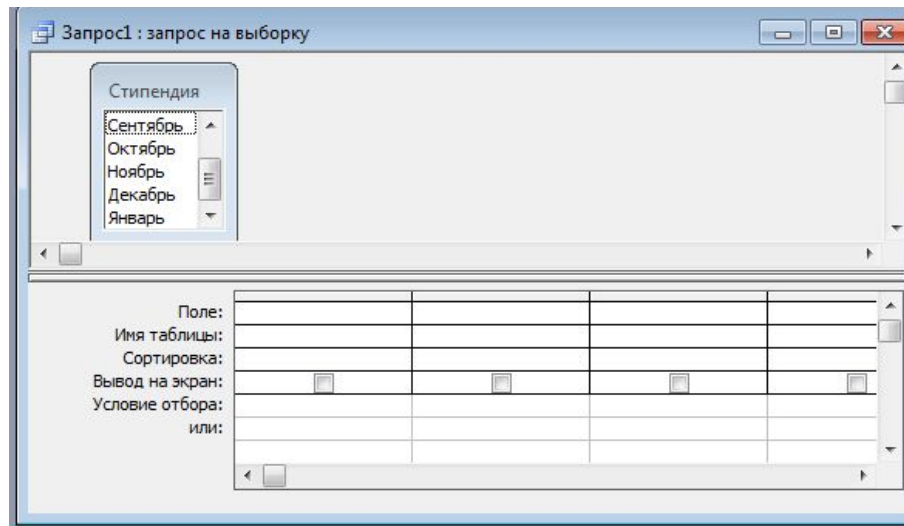 Запрос1 : запрос на выборку
Стипендия
Сентябрь
Октябрь
Ноябрь
Декабрь
Январь
Поле:
Имя таблицы:
Сортировка:
Вывод на экран:
Условие отбора:
или: